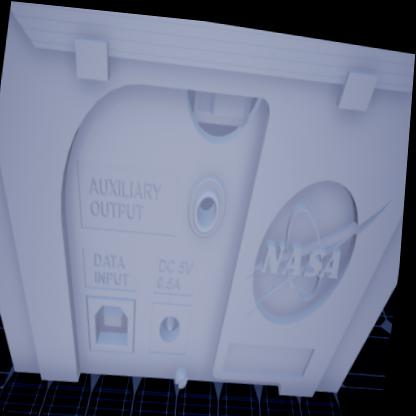 AUXILIARY
OUTPUT
DATA
INPUT
DC 5V
0.5A
NASA